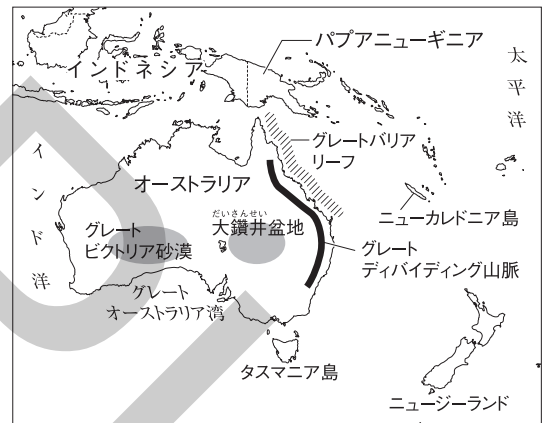 パプアニューギニア
インドネシア
太平洋
グレートバリア
リーフ
インド洋
オーストラリア
ニューカレドニア島
だいさんせい
大鑽井盆地
グレート
ビクトリア砂漠
グレート
ディバイディング山脈
グレート
オーストラリア湾
タスマニア島
ニュージーランド